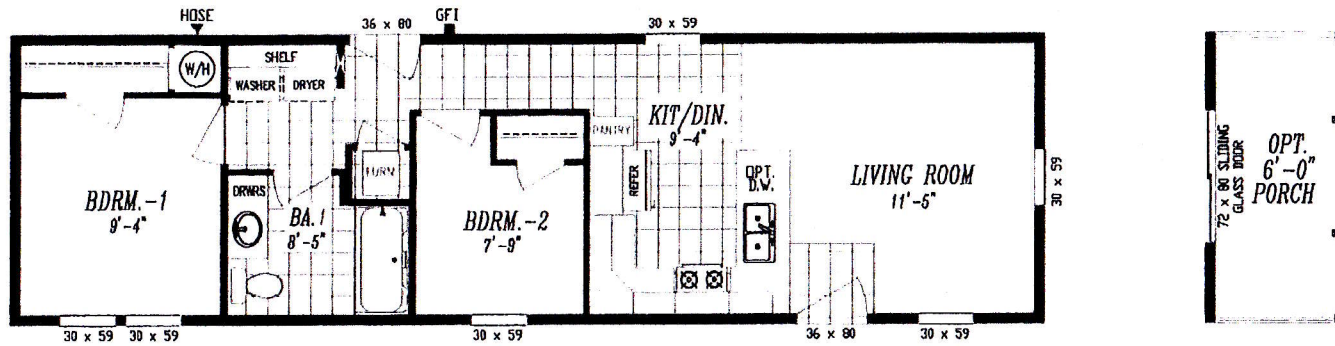 HOSE
36 x 80
GFI
30 x 59
W/H
SHELF
WASHER
DRYER
BDRM.-1
9'-4"
DRWRS
BA.1
8'-5"
FURN
BDRM.-2
7'-9"
PANTRY
REFER
KIT/DIN.
9'-4"
OPT.
D.W.
LIVING ROOM
11'-5"
30 x 59
30 x 59
30 x 59
30 x 59
36 x 80
30 x 59
72 x 80 SLIDING
GLASS DOOR
OPT.
6'-0"
PORCH